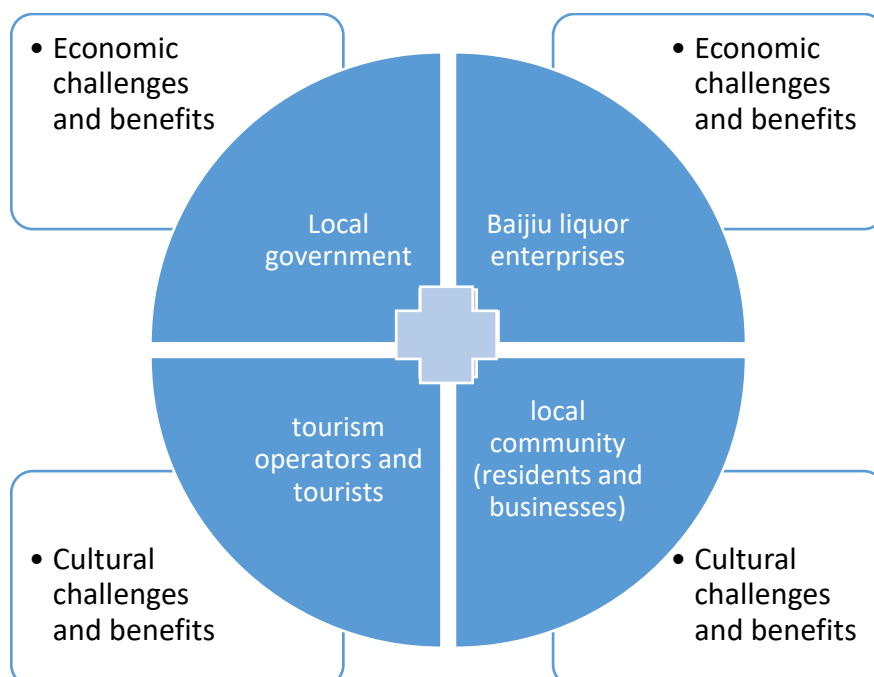 • Economic
challenges
and benefits
• Economic
challenges
and benefits
Local
government
Baijiu liquor
enterprises
tourism
operators and
tourists
local
community
(residents and
businesses)
• Cultural
challenges
and benefits
• Cultural
challenges
and benefits